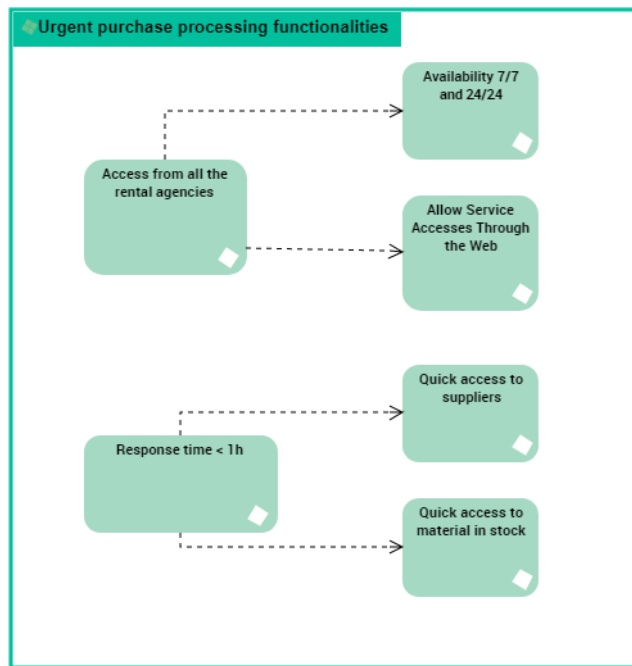 Urgent purchase processing functionalities
Availability 7/7
and 24/24
Access from all the
rental agencies
Allow Service
Accesses Through
the Web
Quick access to
suppliers
Response time < 1h
Quick access to
material in stock